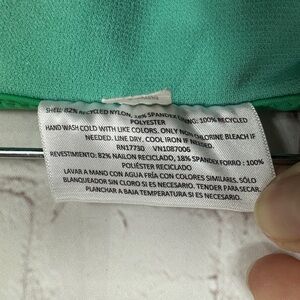 SHELL: 82% RECYCLED NYLON, 18% SPANDEX LINING: 100% RECYCLED
POLYESTER
HAND WASH COLD WITH LIKE COLORS. ONLY NON CHLORINE BLEACH IF
NEEDED. LINE DRY. COOL IRON IF NEEDED.
RN17730 VN1087006
REVESTIMIENTO: 82% NAILON RECICLADO, 18% SPANDEX FORRO : 100%
POLIÉSTER RECICLADO
LAVAR A MANO CON AGUA FRÍA CON COLORES SIMILARES. SÓLO
BLANQUEADOR SIN CLORO SI ES NECESARIO. TENDER PARA SECAR.
PLANCHAR A BAJA TEMPERATURA SI ES NECESARIO.